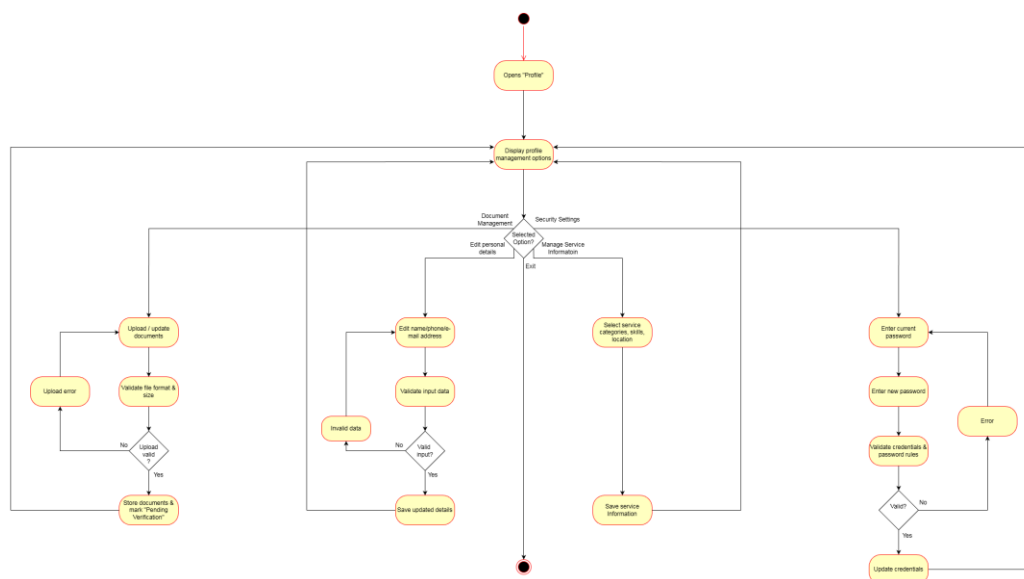 Opens "Profile"
Display profile
management options
Document
Management
Security Settings
Selected
Option?
Edit personal
details
Manage Service
Informatoin
Exit
Upload / update
documents
Edit name/phone/e-
mail address
Select service
categories, skills,
location
Enter current
password
Upload error
Validate file format &
size
Validate input data
Enter new password
Invalid data
Error
No
Upload
valid
?
Yes
No
Valid
input?
Yes
Validate credentials &
password rules
Store documents &
mark "Pending
Verification"
Save updated details
Save service
Information
Valid?
No
Yes
Update credentials